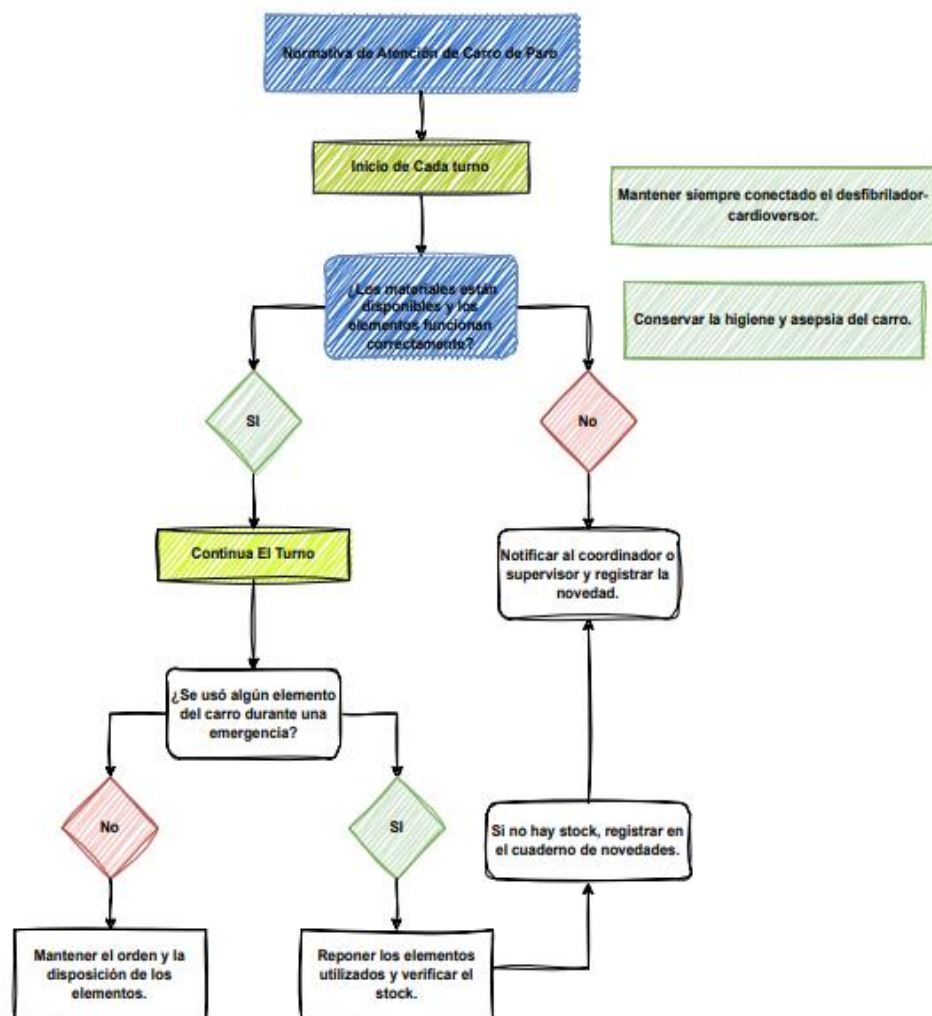 Normativa de Atención de Carro de Paro
Inicio de Cada turno
Mantener siempre conectado el desfibrilador-
cardioversor.
¿Los materiales están
disponibles y los
elementos funcionan
correctamente?
Conservar la higiene y asepsia del carro.
SI
No
Continua El Turno
Notificar al coordinador o
supervisor y registrar la
novedad.
¿Se usó algún elemento
del carro durante una
emergencia?
No
SI
Si no hay stock, registrar en
el cuaderno de novedades.
Mantener el orden y la
disposición de los
elementos.
Reponer los elementos
utilizados y verificar el
stock.